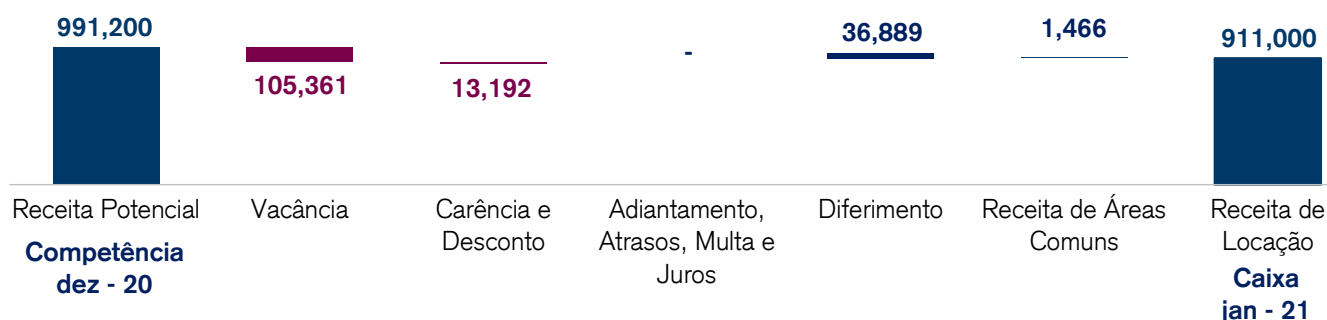 991,200
105,361
13,192
-
36,889
1,466
911,000
Receita Potencial
Competência
dez - 20
Vacância
Carência e
Desconto
Adiantamento,
Atrasos, Multa e
Juros
Diferimento
Receita de Áreas
Comuns
Receita de
Locação
Caixa
jan - 21